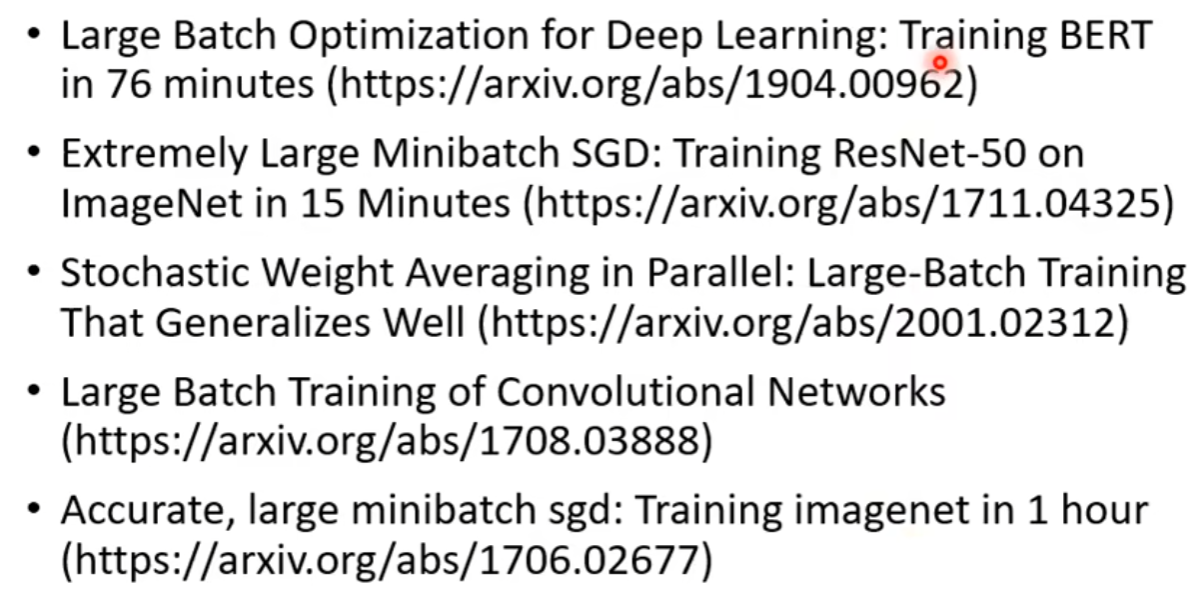 • Large Batch Optimization for Deep Learning: Training BERT
in 76 minutes (https://arxiv.org/abs/1904.00962)
• Extremely Large Minibatch SGD: Training ResNet-50 on
ImageNet in 15 Minutes (https://arxiv.org/abs/1711.04325)
• Stochastic Weight Averaging in Parallel: Large-Batch Training
That Generalizes Well (https://arxiv.org/abs/2001.02312)
• Large Batch Training of Convolutional Networks
(https://arxiv.org/abs/1708.03888)
• Accurate, large minibatch sgd: Training imagenet in 1 hour
(https://arxiv.org/abs/1706.02677)